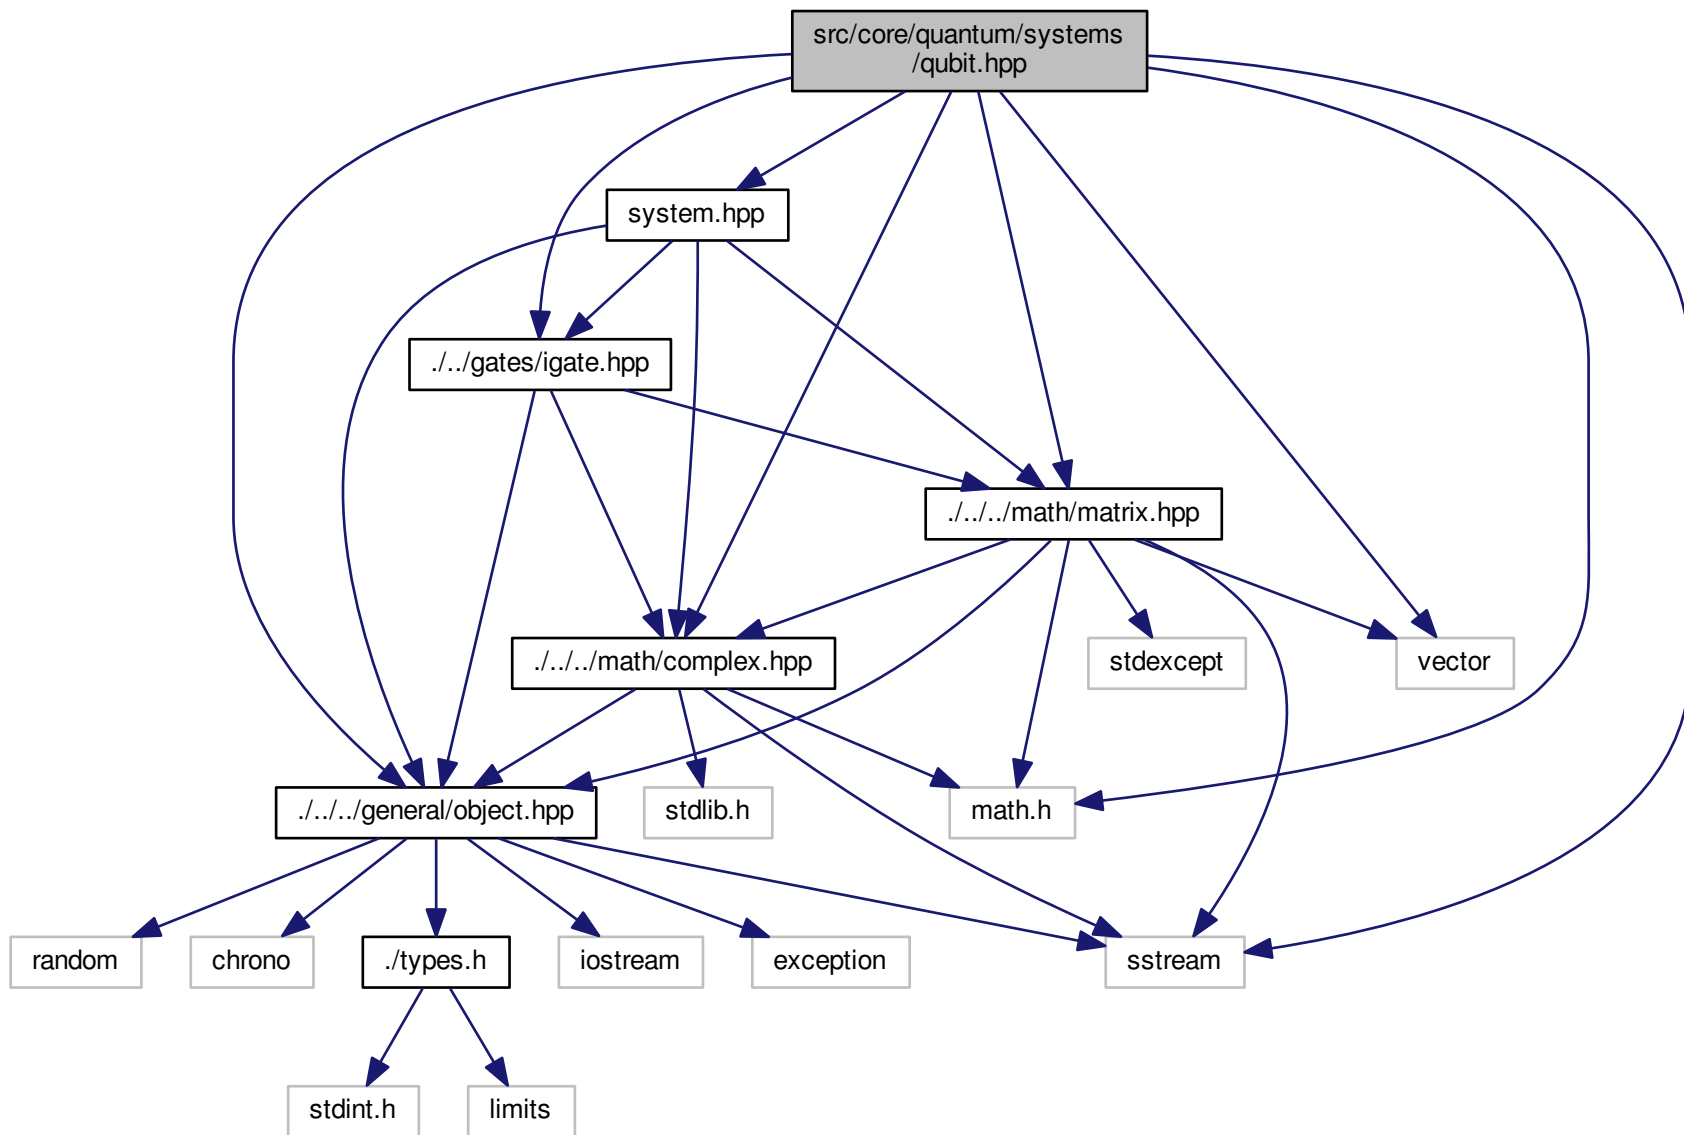 src/core/quantum/systems
/qubit.hpp
system.hpp
./../gates/igate.hpp
./../../math/matrix.hpp
./../../math/complex.hpp
stdexcept
vector
./../../general/object.hpp
stdlib.h
math.h
random
chrono
./types.h
iostream
exception
sstream
stdint.h
limits